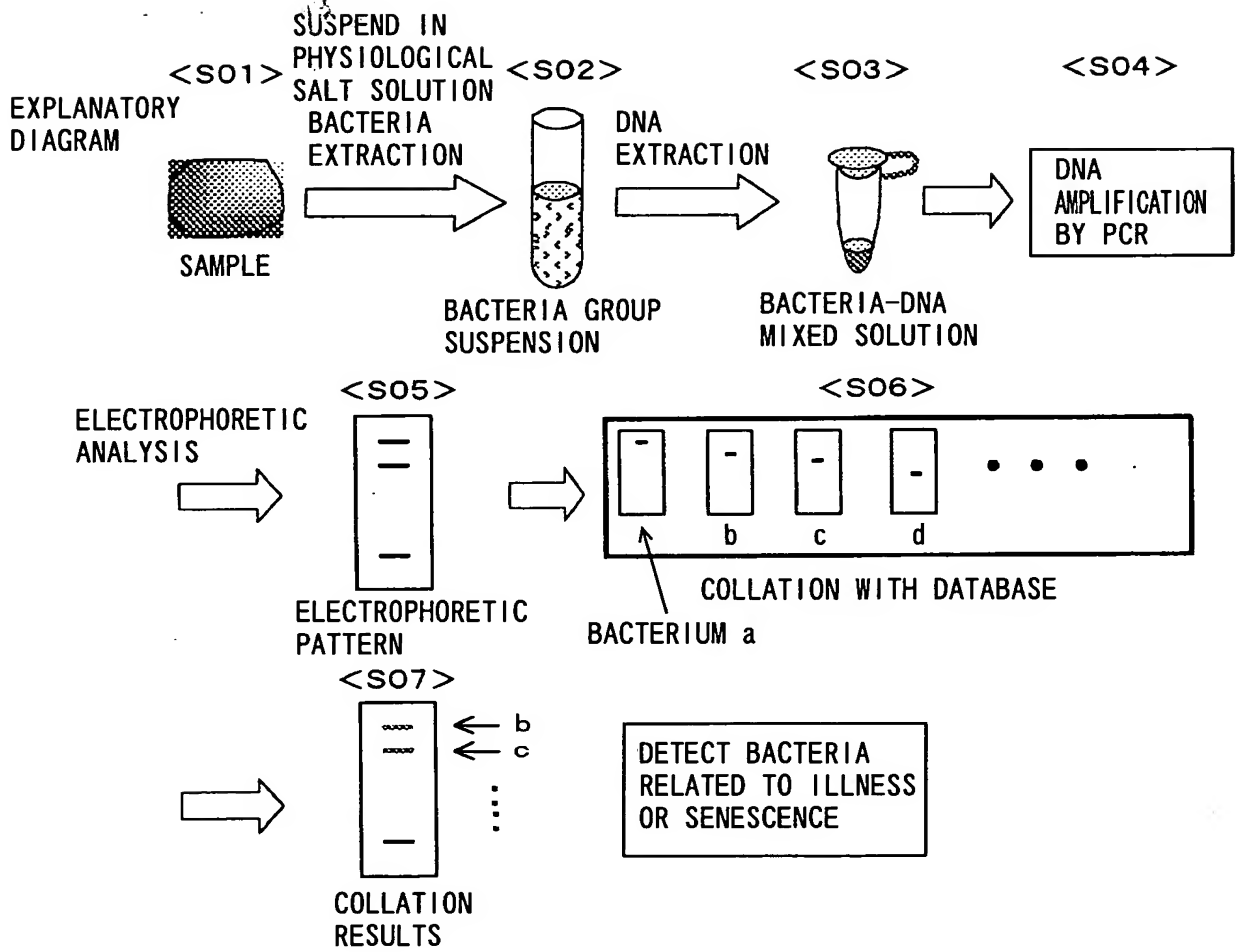 EXPLANATORY
DIAGRAM
<S01>
SUSPEND IN
PHYSIOLOGICAL
SALT SOLUTION
BACTERIA
EXTRACTION
<S02>
DNA
EXTRACTION
<S03>
<S04>
DNA
AMPLIFICATION
BY PCR
SAMPLE
BACTERIA GROUP
SUSPENSION
BACTERIA-DNA
MIXED SOLUTION
ELECTROPHORETIC
ANALYSIS
<S05>
ELECTROPHORETIC
PATTERN
<S06>
b c d
COLLATION WITH DATABASE
BACTERIUM a
<S07>
b
c
COLLATION
RESULTS
DETECT BACTERIA
RELATED TO ILLNESS
OR SENESCENCE